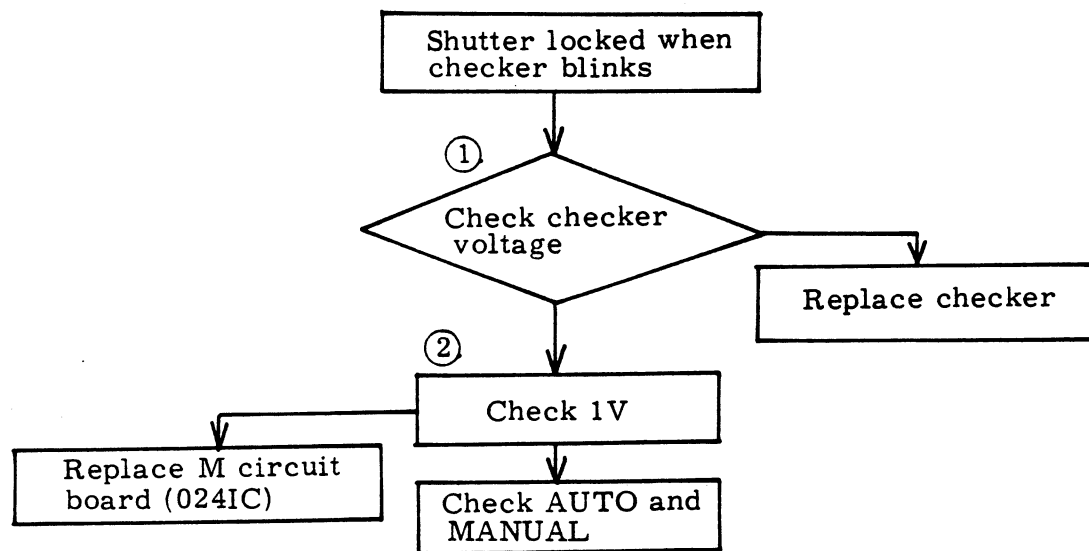 Shutter locked when
checker blinks
①
Check checker
voltage
Replace checker
②
Check 1V
Replace M circuit
board (024IC)
Check AUTO and
MANUAL